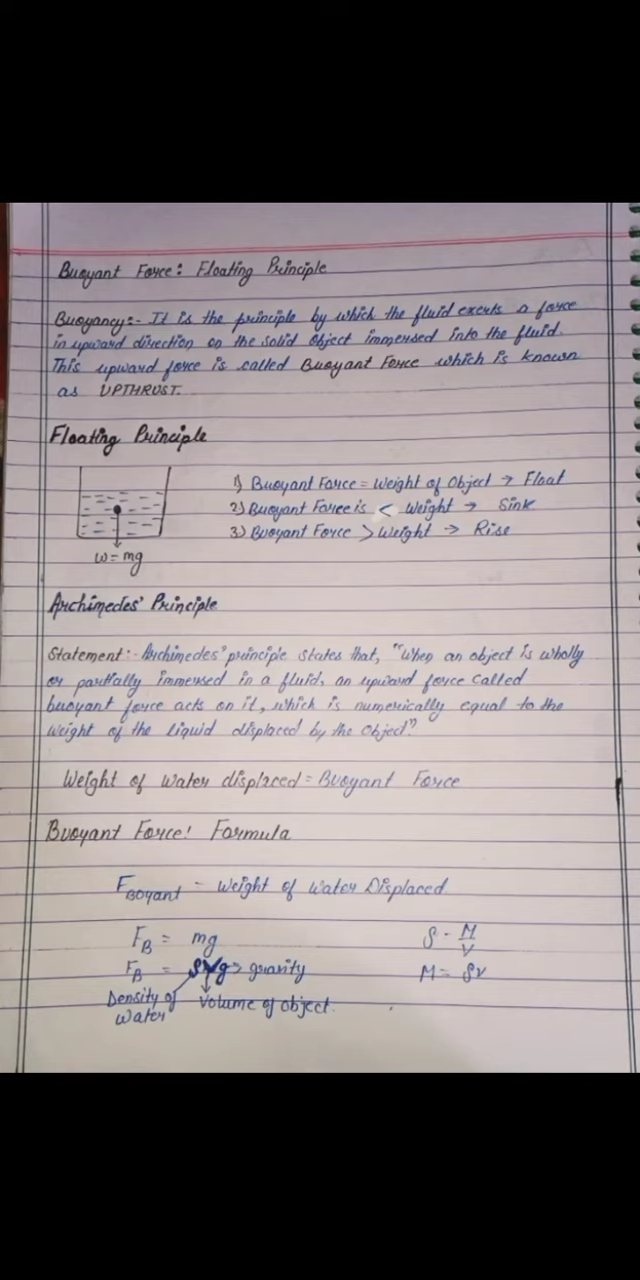 Buoyant Force: Floating Principle
Buoyancy:- It is the principle by which the fluid exerts a force
in upward direction on the solid object immersed into the fluid.
This upward force is called Buoyant Force which is known
as UPTHRUST.
Floating Principle
1) Buoyant Force = Weight of Object → Float
2) Buoyant Force is < Weight → Sink
3) Buoyant Force > Weight → Rise
w = mg
Archimedes' Principle
Statement:- Archimedes' principle states that, "When an object is wholly
or partially immersed in a fluid, an upward force called
buoyant force acts on it, which is numerically equal to the
weight of the liquid displaced by the object"
Weight of water displaced = Buoyant Force
Buoyant Force: Formula
F_BOYANT = Weight of Water Displaced
F_B = mg
ρ = M/V
F_B = ρVg → gravity
M = ρv
Density of water
Volume of object.